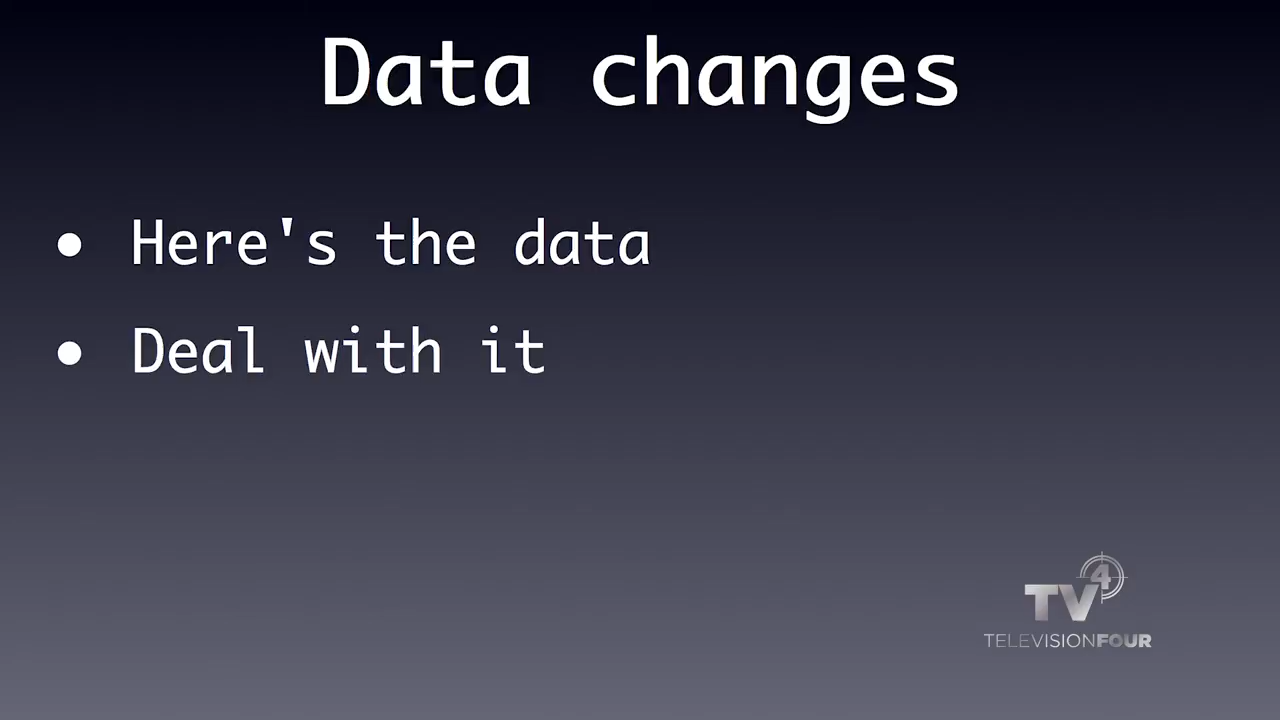 Data changes
• Here's the data
• Deal with it
TV4
TELEVISIONFOUR